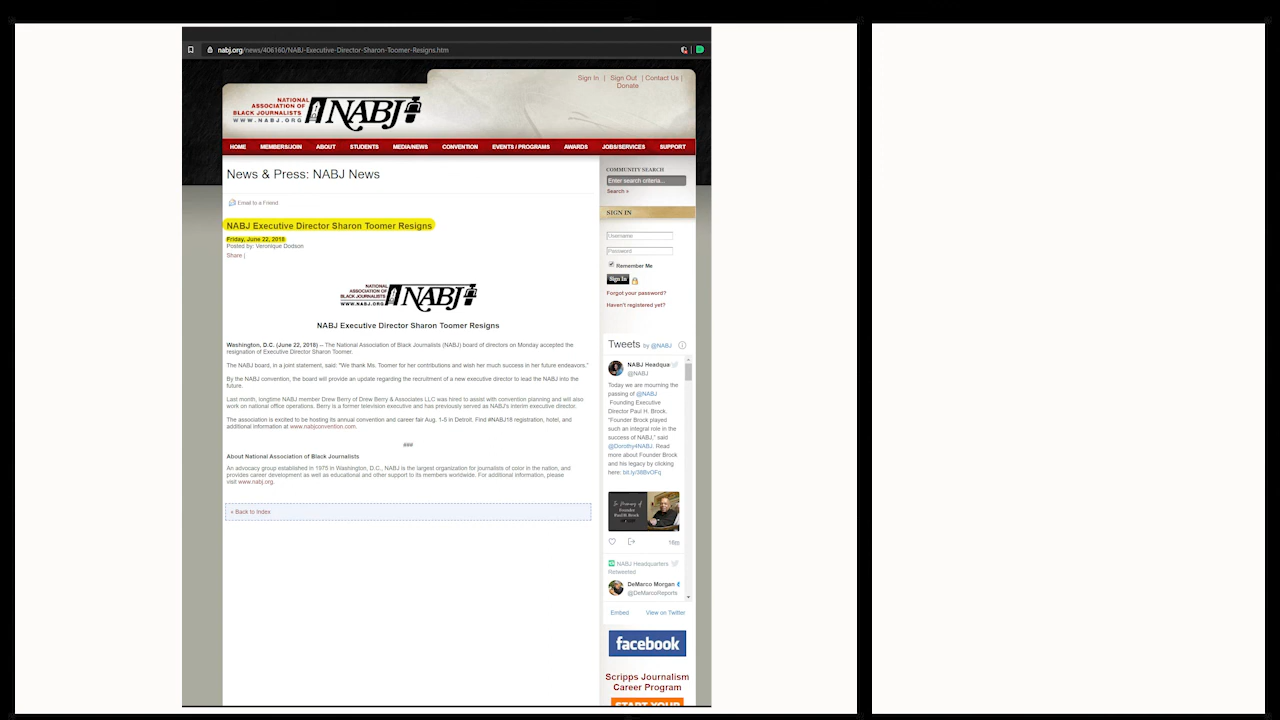 nabj.org/news/406160/NABJ-Executive-Director-Sharon-Toomer-Resigns.htm
Sign In | Sign Out | Contact Us |
Donate
NATIONAL
ASSOCIATION OF
BLACK JOURNALISTS
WWW.NABJ.ORG
NABJ
HOME MEMBERS/JOIN ABOUT STUDENTS MEDIA/NEWS CONVENTION EVENTS / PROGRAMS AWARDS JOBS/SERVICES SUPPORT
News & Press: NABJ News
Email to a Friend
NABJ Executive Director Sharon Toomer Resigns
Friday, June 22, 2018
Posted by: Veronique Dodson
Share |
NATIONAL
ASSOCIATION OF
BLACK JOURNALISTS
WWW.NABJ.ORG
NABJ
NABJ Executive Director Sharon Toomer Resigns
Washington, D.C. (June 22, 2018) -- The National Association of Black Journalists (NABJ) board of directors on Monday accepted the
resignation of Executive Director Sharon Toomer.
The NABJ board, in a joint statement, said: "We thank Ms. Toomer for her contributions and wish her much success in her future endeavors."
By the NABJ convention, the board will provide an update regarding the recruitment of a new executive director to lead the NABJ into the
future.
Last month, longtime NABJ member Drew Berry of Drew Berry & Associates LLC was hired to assist with convention planning and will also
work on national office operations. Berry is a former television executive and has previously served as NABJ's interim executive director.
The association is excited to be hosting its annual convention and career fair Aug. 1-5 in Detroit. Find #NABJ18 registration, hotel, and
additional information at www.nabjconvention.com.
###
About National Association of Black Journalists
An advocacy group established in 1975 in Washington, D.C., NABJ is the largest organization for journalists of color in the nation, and
provides career development as well as educational and other support to its members worldwide. For additional information, please
visit www.nabj.org.
« Back to Index
COMMUNITY SEARCH
Enter search criteria...
Search »
SIGN IN
Username
Password
Remember Me
Sign In
Forgot your password?
Haven't registered yet?
Tweets by @NABJ
NABJ Headqua
@NABJ
Today we are mourning the
passing of @NABJ
Founding Executive
Director Paul H. Brock.
"Founder Brock played
such an integral role in the
success of NABJ," said
@Dorothy4NABJ. Read
more about Founder Brock
and his legacy by clicking
here: bit.ly/38BvOFq
In Memory of
Founder
Paul H. Brock
NABJ Headquarters
Retweeted
DeMarco Morgan
@DeMarcoReports
Embed View on Twitter
facebook
Scripps Journalism
Career Program
START YOUR